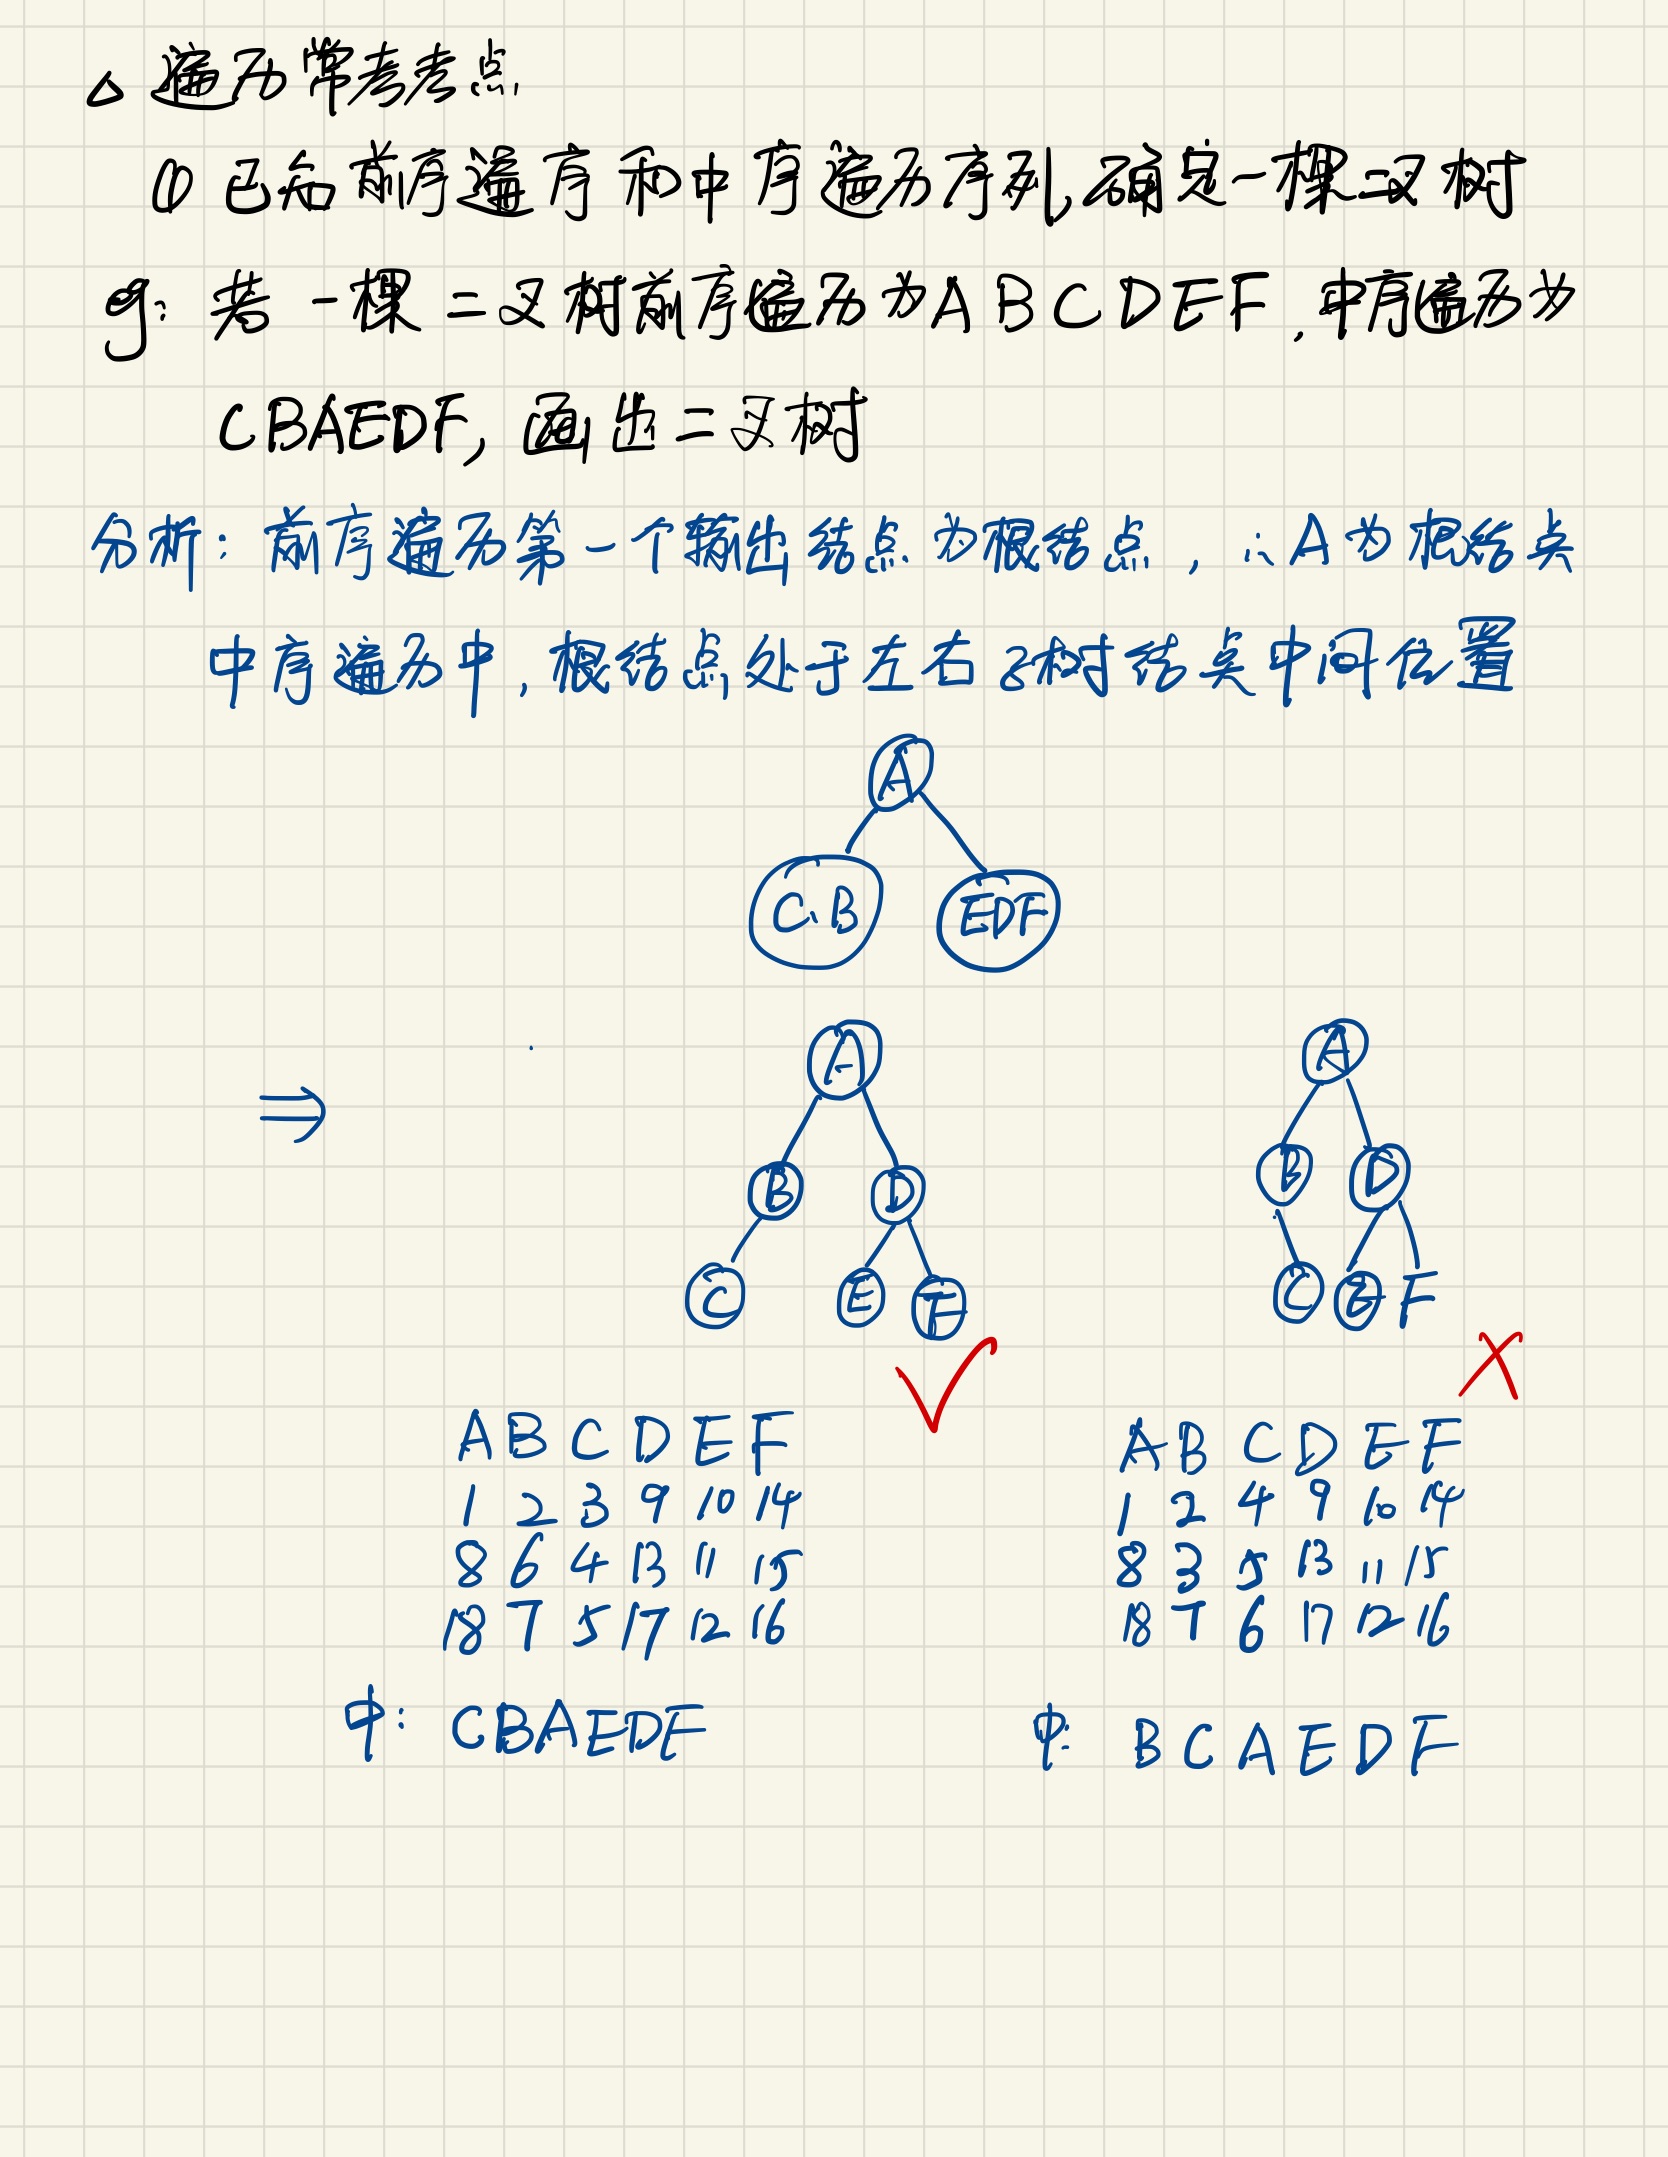 △ 遍历常考考点
① 已知前序遍序和中序遍历序列,确定一棵二叉树
eg: 若一棵二叉树前序遍历为ABCDEF,中序遍历为
CBAEDF,画出二叉树
分析:前序遍历第一个输出结点为根结点,∴A为根结点
中序遍历中,根结点处于左右子树结点中间位置
A
C、B EDF
⇒
A
B D
C E F
A
B D
C E F
A B C D E F
1 2 3 9 10 14
8 6 4 13 11 15
18 7 5 17 12 16
中: CBAEDF
A B C D E F
1 2 4 9 10 14
8 3 5 13 11 15
18 7 6 17 12 16
中: B C A E D F